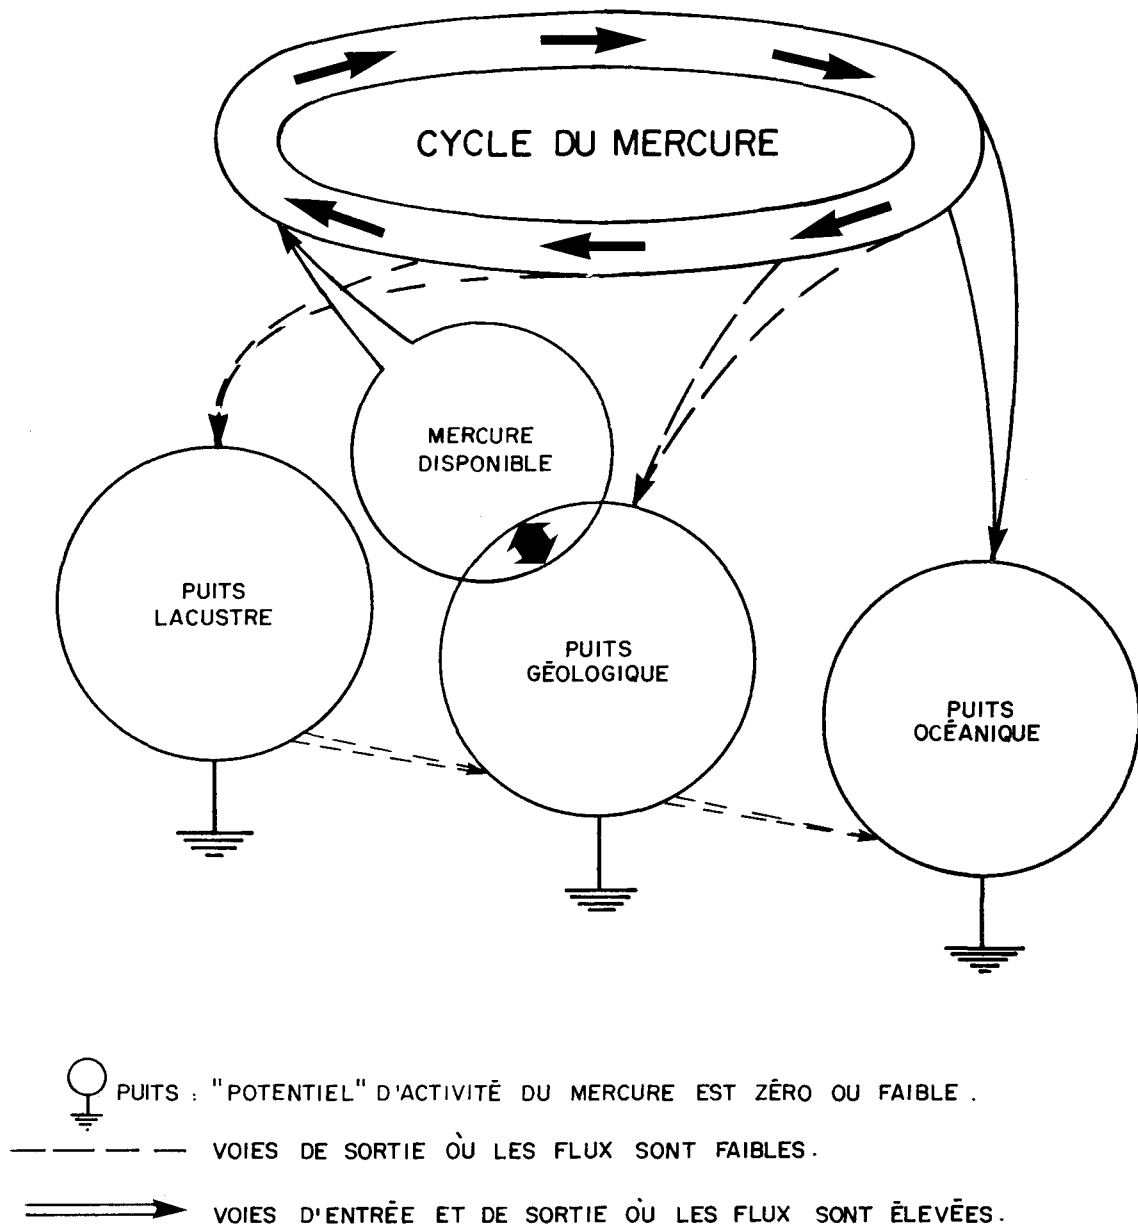 CYCLE DU MERCURE
MERCURE
DISPONIBLE
PUITS
LACUSTRE
PUITS
GÉOLOGIQUE
PUITS
OCÉANIQUE
PUITS : "POTENTIEL" D'ACTIVITÉ DU MERCURE EST ZÉRO OU FAIBLE .
VOIES DE SORTIE OÙ LES FLUX SONT FAIBLES .
VOIES D'ENTRÉE ET DE SORTIE OÙ LES FLUX SONT ÉLEVÉES .